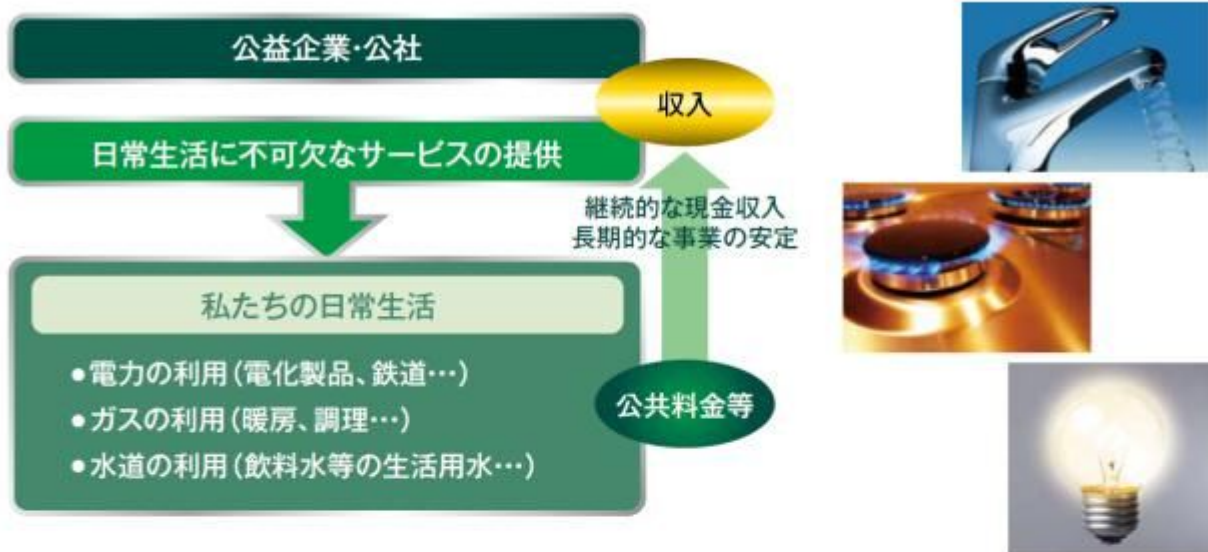 公益企業・公社
収入
日常生活に不可欠なサービスの提供
継続的な現金収入
長期的な事業の安定
私たちの日常生活
●電力の利用(電化製品、鉄道…)
●ガスの利用(暖房、調理…)
●水道の利用(飲料水等の生活用水…)
公共料金等